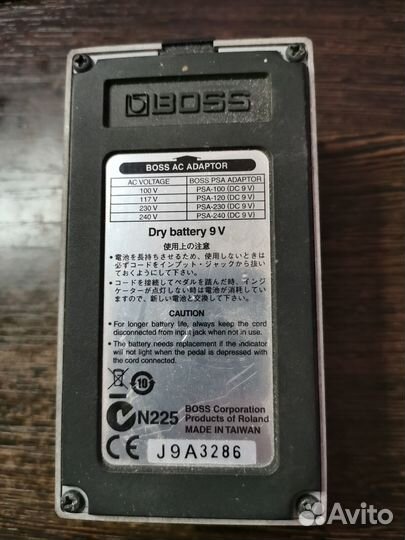 BOSS
BOSS AC ADAPTOR
AC VOLTAGE BOSS PSA ADAPTOR
100 V PSA-100 (DC 9 V)
117 V PSA-120 (DC 9 V)
230 V PSA-230 (DC 9 V)
240 V PSA-240 (DC 9 V)
Dry battery 9 V
使用上の注意
• 電池を長持ちさせるため、使用しないときは
必ずコードをインプット・ジャックから抜い
ておくようにして下さい。
• コードを接続してペダルを踏んだ時、インジ
ケーターが点灯しない時は電池が消耗してい
ますので、新しい電池と交換して下さい。
CAUTION
• For longer battery life, always keep the cord
disconnected from input jack when not in use.
• The battery needs replacement if the indicator
will not light when the pedal is depressed with
the cord connected.
10
N225
BOSS Corporation
Products of Roland
MADE IN TAIWAN
CE J9A3286
Avito